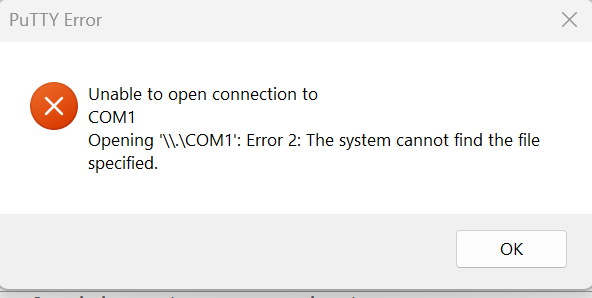 PuTTY Error
Unable to open connection to
COM1
Opening '\\.\COM1': Error 2: The system cannot find the file
specified.
OK